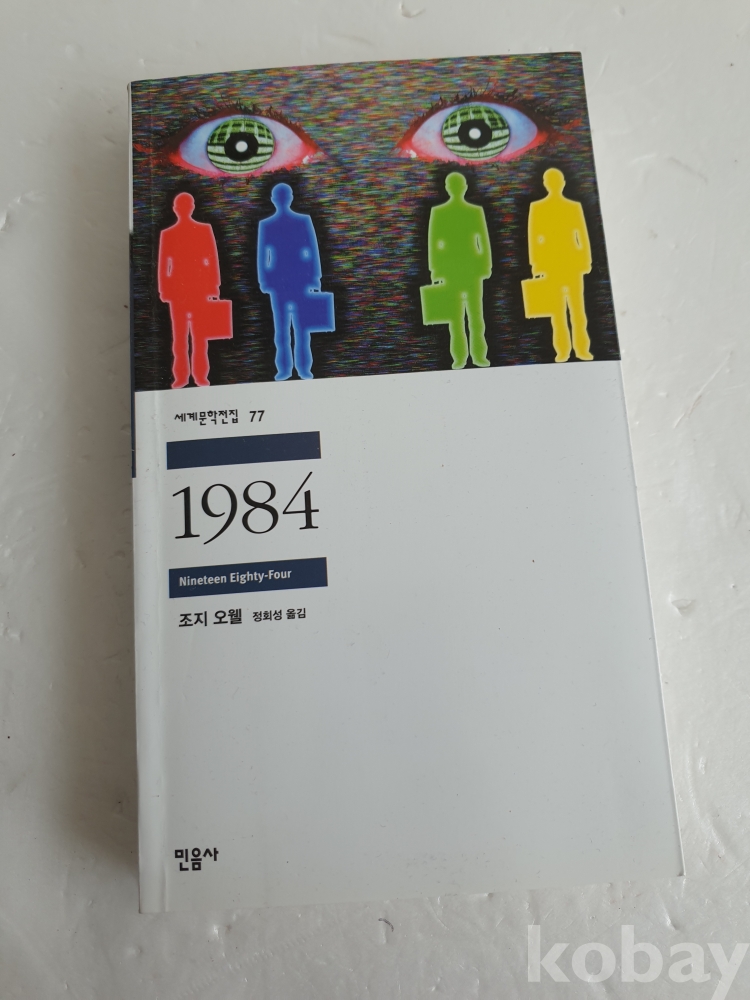 세계문학전집 77
1984
Nineteen Eighty-Four
조지 오웰 정회성 옮김
민음사
kobay